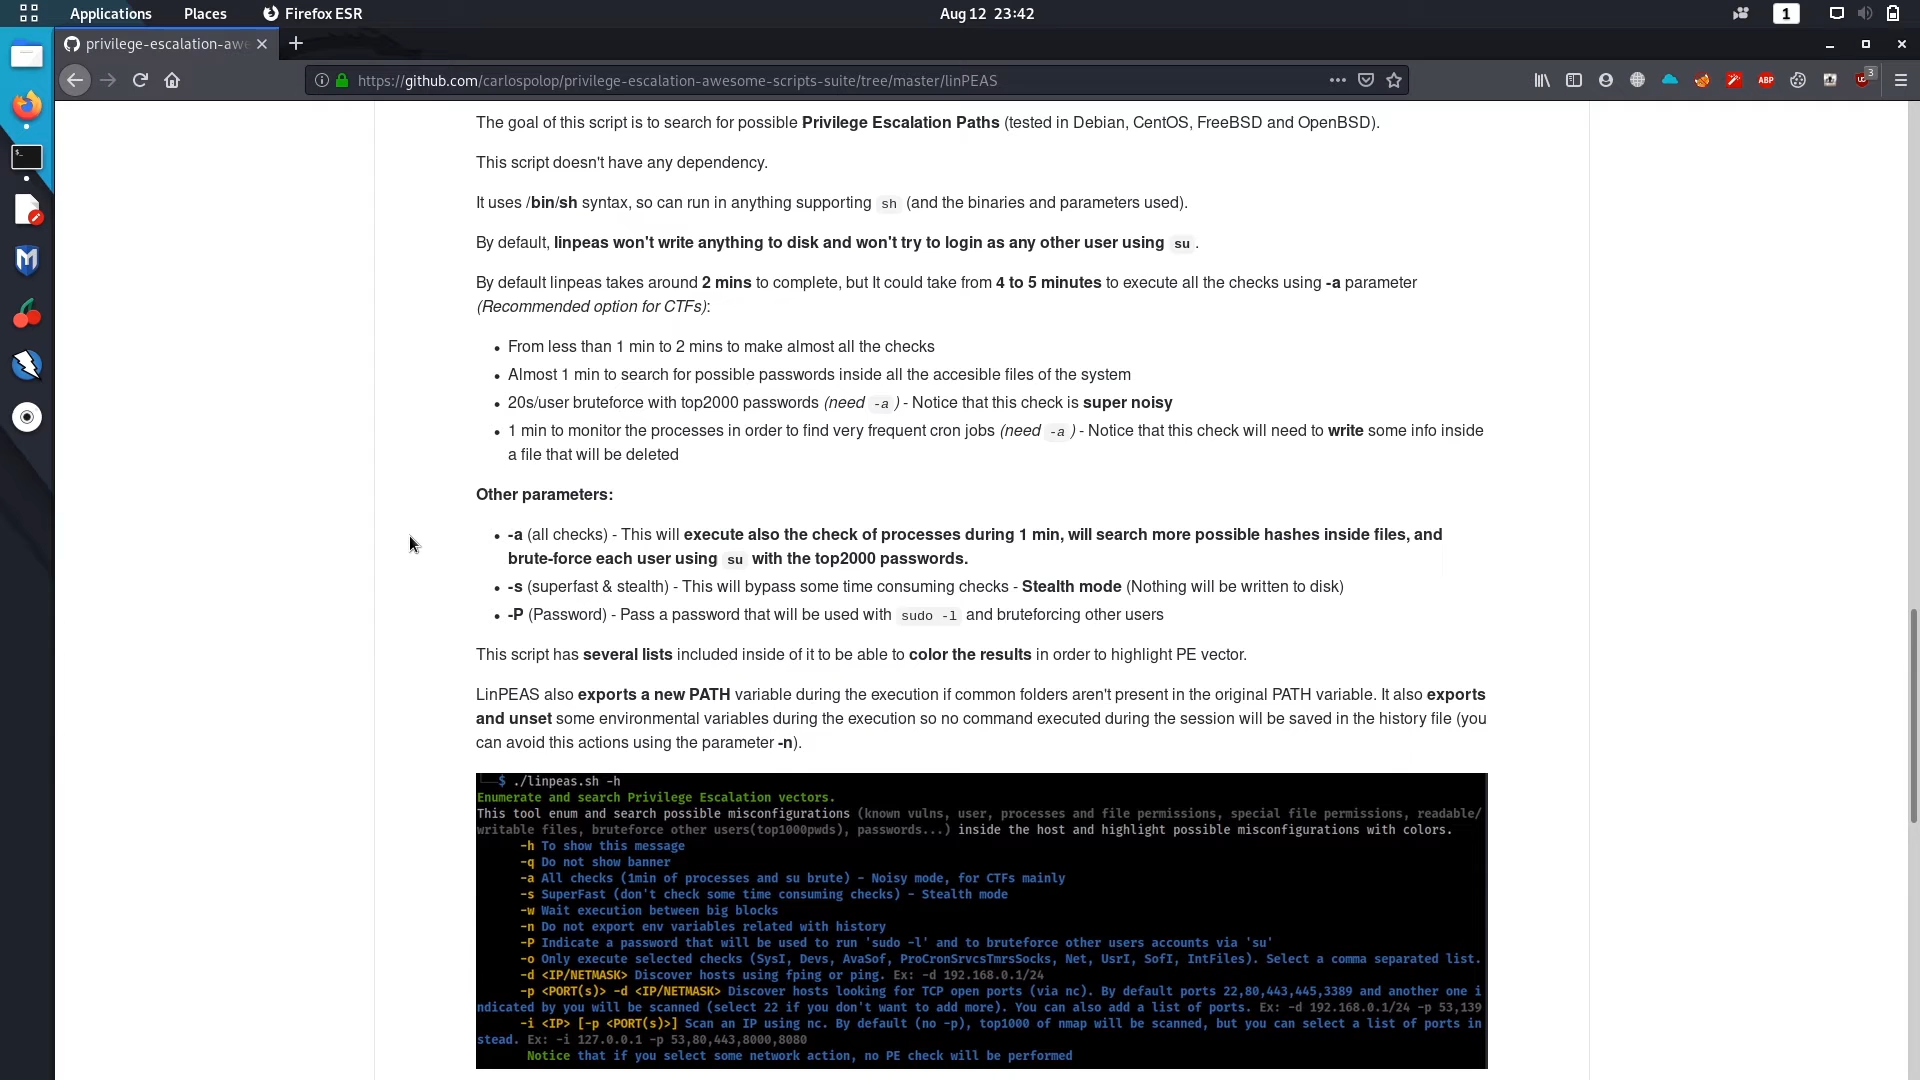 Applications Places Firefox ESR Aug 12 23:42 1
privilege-escalation-awe
https://github.com/carlospolop/privilege-escalation-awesome-scripts-suite/tree/master/linPEAS ABP 3
The goal of this script is to search for possible Privilege Escalation Paths (tested in Debian, CentOS, FreeBSD and OpenBSD).
This script doesn't have any dependency.
It uses /bin/sh syntax, so can run in anything supporting sh (and the binaries and parameters used).
By default, linpeas won't write anything to disk and won't try to login as any other user using su .
By default linpeas takes around 2 mins to complete, but It could take from 4 to 5 minutes to execute all the checks using -a parameter
(Recommended option for CTFs):
• From less than 1 min to 2 mins to make almost all the checks
• Almost 1 min to search for possible passwords inside all the accesible files of the system
• 20s/user bruteforce with top2000 passwords (need -a ) - Notice that this check is super noisy
• 1 min to monitor the processes in order to find very frequent cron jobs (need -a ) - Notice that this check will need to write some info inside
a file that will be deleted
Other parameters:
• -a (all checks) - This will execute also the check of processes during 1 min, will search more possible hashes inside files, and
brute-force each user using su with the top2000 passwords.
• -s (superfast & stealth) - This will bypass some time consuming checks - Stealth mode (Nothing will be written to disk)
• -P (Password) - Pass a password that will be used with sudo -l and bruteforcing other users
This script has several lists included inside of it to be able to color the results in order to highlight PE vector.
LinPEAS also exports a new PATH variable during the execution if common folders aren't present in the original PATH variable. It also exports
and unset some environmental variables during the execution so no command executed during the session will be saved in the history file (you
can avoid this actions using the parameter -n).
└─$ ./linpeas.sh -h
Enumerate and search Privilege Escalation vectors.
This tool enum and search possible misconfigurations (known vulns, user, processes and file permissions, special file permissions, readable/
writable files, bruteforce other users(top1000pwds), passwords...) inside the host and highlight possible misconfigurations with colors.
-h To show this message
-q Do not show banner
-a All checks (1min of processes and su brute) - Noisy mode, for CTFs mainly
-s SuperFast (don't check some time consuming checks) - Stealth mode
-w Wait execution between big blocks
-n Do not export env variables related with history
-P Indicate a password that will be used to run 'sudo -l' and to bruteforce other users accounts via 'su'
-o Only execute selected checks (SysI, Devs, AvaSof, ProCronSrvcsTmrsSocks, Net, UsrI, SofI, IntFiles). Select a comma separated list.
-d <IP/NETMASK> Discover hosts using fping or ping. Ex: -d 192.168.0.1/24
-p <PORT(s)> -d <IP/NETMASK> Discover hosts looking for TCP open ports (via nc). By default ports 22,80,443,445,3389 and another one i
ndicated by you will be scanned (select 22 if you don't want to add more). You can also add a list of ports. Ex: -d 192.168.0.1/24 -p 53,139
-i <IP> [-p <PORT(s)>] Scan an IP using nc. By default (no -p), top1000 of nmap will be scanned, but you can select a list of ports in
stead. Ex: -i 127.0.0.1 -p 53,80,443,8000,8080
Notice that if you select some network action, no PE check will be performed